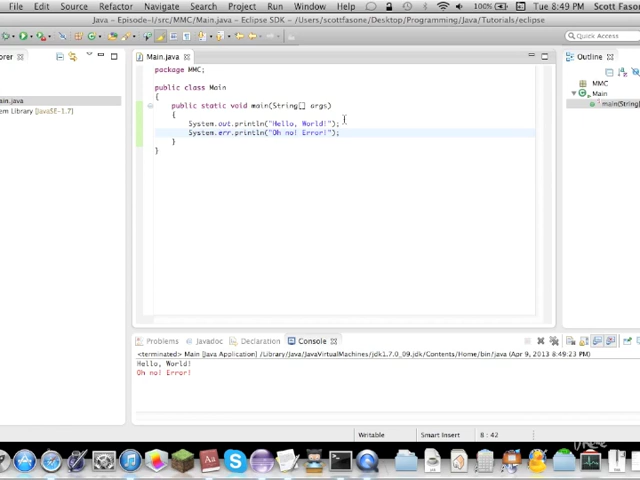 File Edit Source Refactor Navigate Search Project Run Window Help 100% Tue 8:49 PM Scott Fasone
Java – Episode-I/src/MMC/Main.java – Eclipse SDK – /Users/scottfasone/Desktop/Programming/Java/Tutorials/eclipse
Quick Access
Main.java
Outline
package MMC;
public class Main
{
public static void main(String[] args)
{
System.out.println("Hello, World!");
System.err.println("Oh no! Error!");
}
}
MMC
Main
main(String[]
System Library [JavaSE-1.7]
Problems Javadoc Declaration Console
<terminated> Main [Java Application] /Library/Java/JavaVirtualMachines/jdk1.7.0_09.jdk/Contents/Home/bin/java (Apr 9, 2013 8:49:23 PM)
Hello, World!
Oh no! Error!
Writable Smart Insert 8 : 42